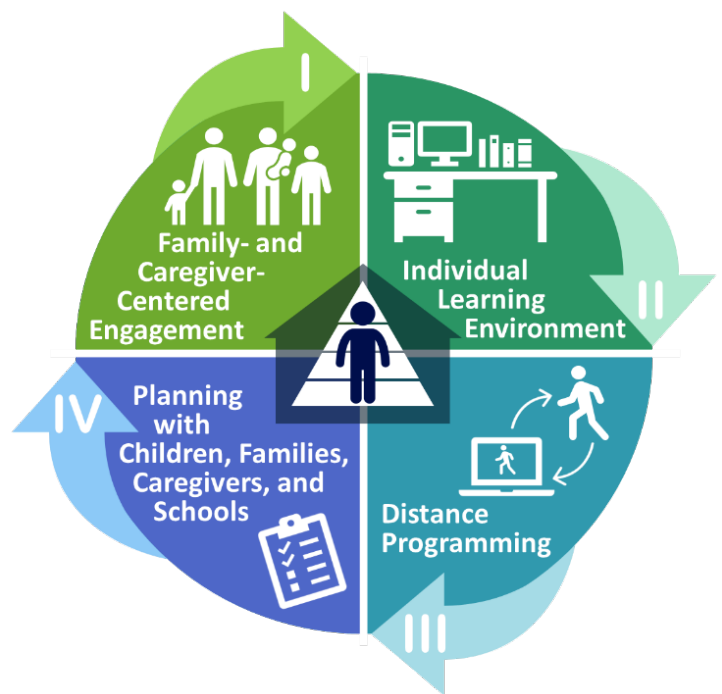 I
Family- and
Caregiver-
Centered
Engagement
II
Individual
Learning
Environment
III
Distance
Programming
IV
Planning
with
Children, Families,
Caregivers, and
Schools